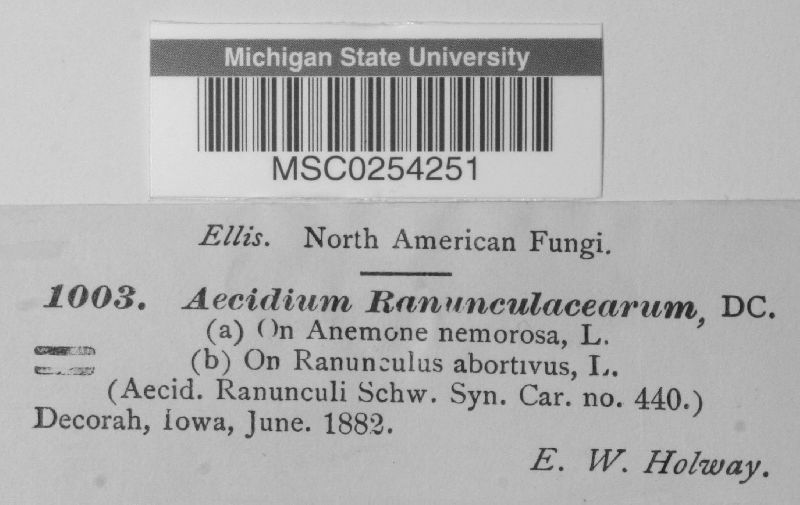 Michigan State University
MSC0254251
Ellis. North American Fungi.
1003. Aecidium Ranunculacearum, DC.
(a) On Anemone nemorosa, L.
(b) On Ranunculus abortivus, L.
(Aecid. Ranunculi Schw. Syn. Car. no. 440.)
Decorah, Iowa, June. 1882.
E. W. Holway.